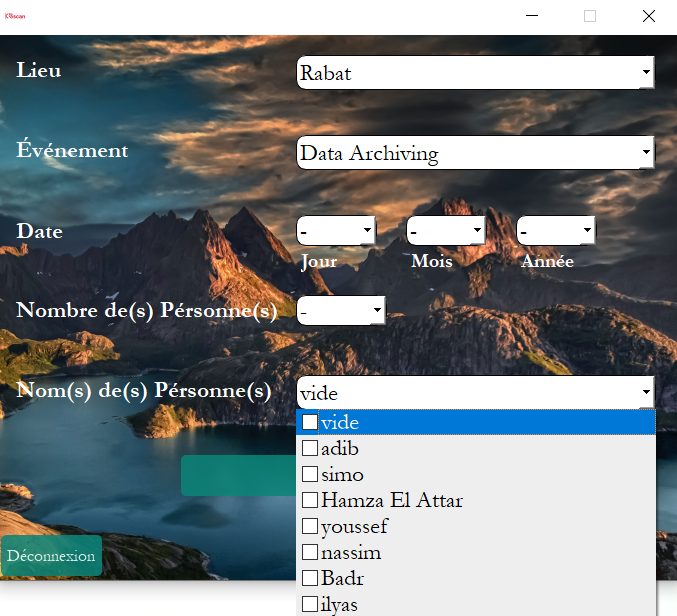 Lieu
Rabat
Événement
Data Archiving
Date
- - -
Jour Mois Année
Nombre de(s) Pérsonne(s)
-
Nom(s) de(s) Pérsonne(s)
vide
vide
adib
simo
Hamza El Attar
youssef
nassim
Badr
ilyas
Déconnexion